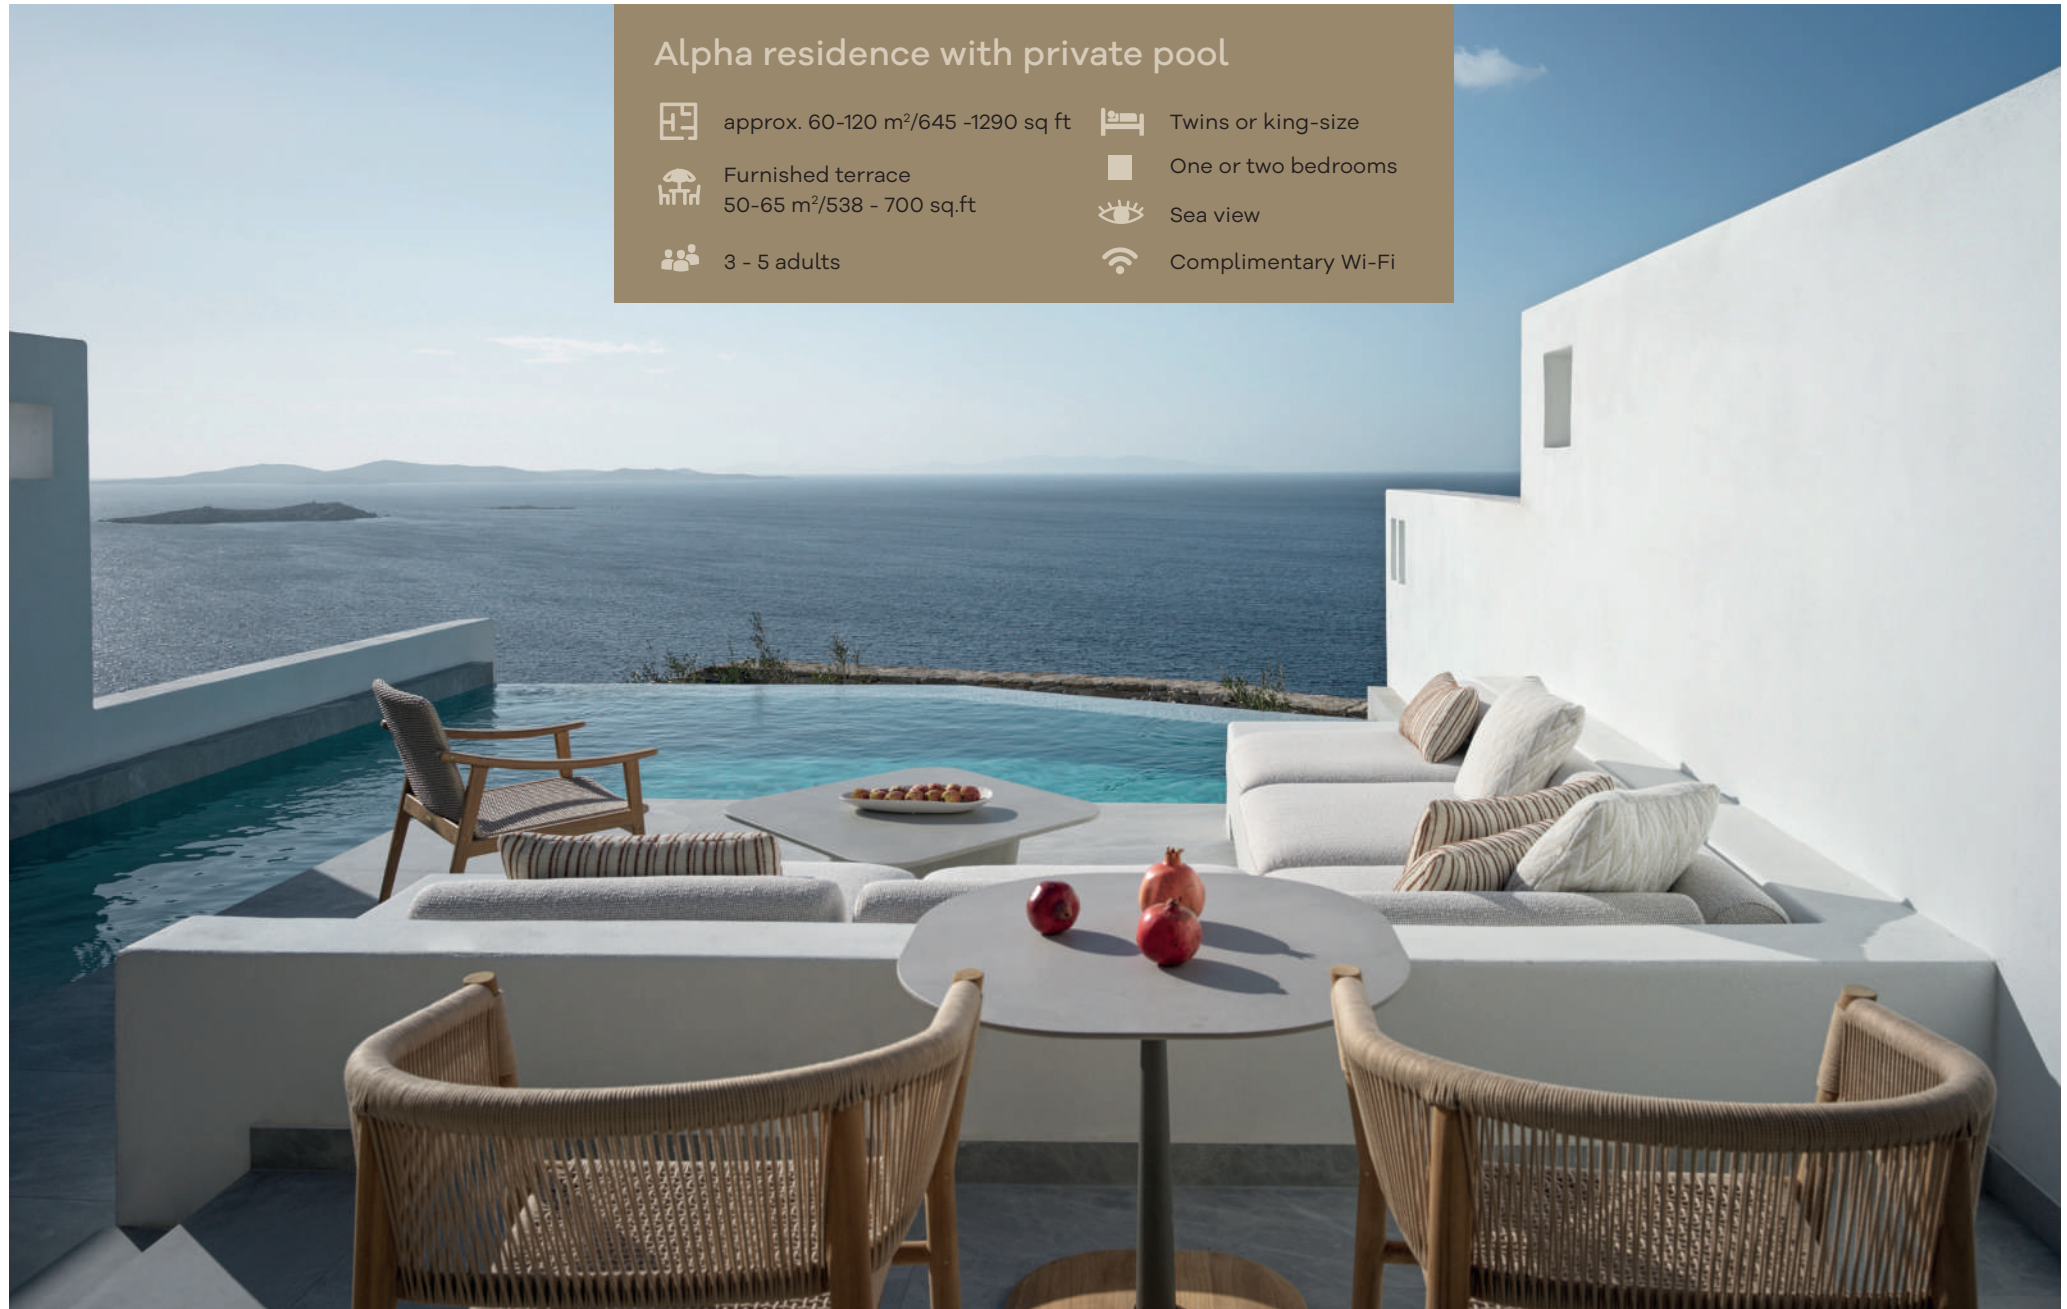 Alpha residence with private pool
approx. 60-120 m²/645 -1290 sq ft
Furnished terrace
50-65 m²/538 - 700 sq.ft
3 - 5 adults
Twins or king-size
One or two bedrooms
Sea view
Complimentary Wi-Fi